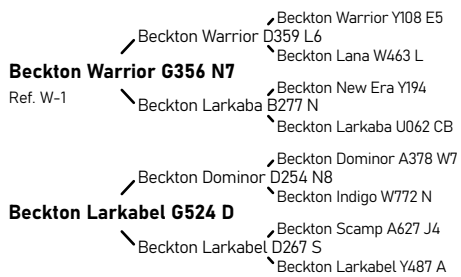 Beckton Warrior Y108 E5
Beckton Warrior D359 L6
Beckton Lana W463 L
Beckton Warrior G356 N7
Ref. W-1
Beckton New Era Y194
Beckton Larkaba B277 N
Beckton Larkaba U062 CB
Beckton Dominor A378 W7
Beckton Dominor D254 N8
Beckton Indigo W772 N
Beckton Larkabel G524 D
Beckton Scamp A627 J4
Beckton Larkabel D267 S
Beckton Larkabel Y487 A